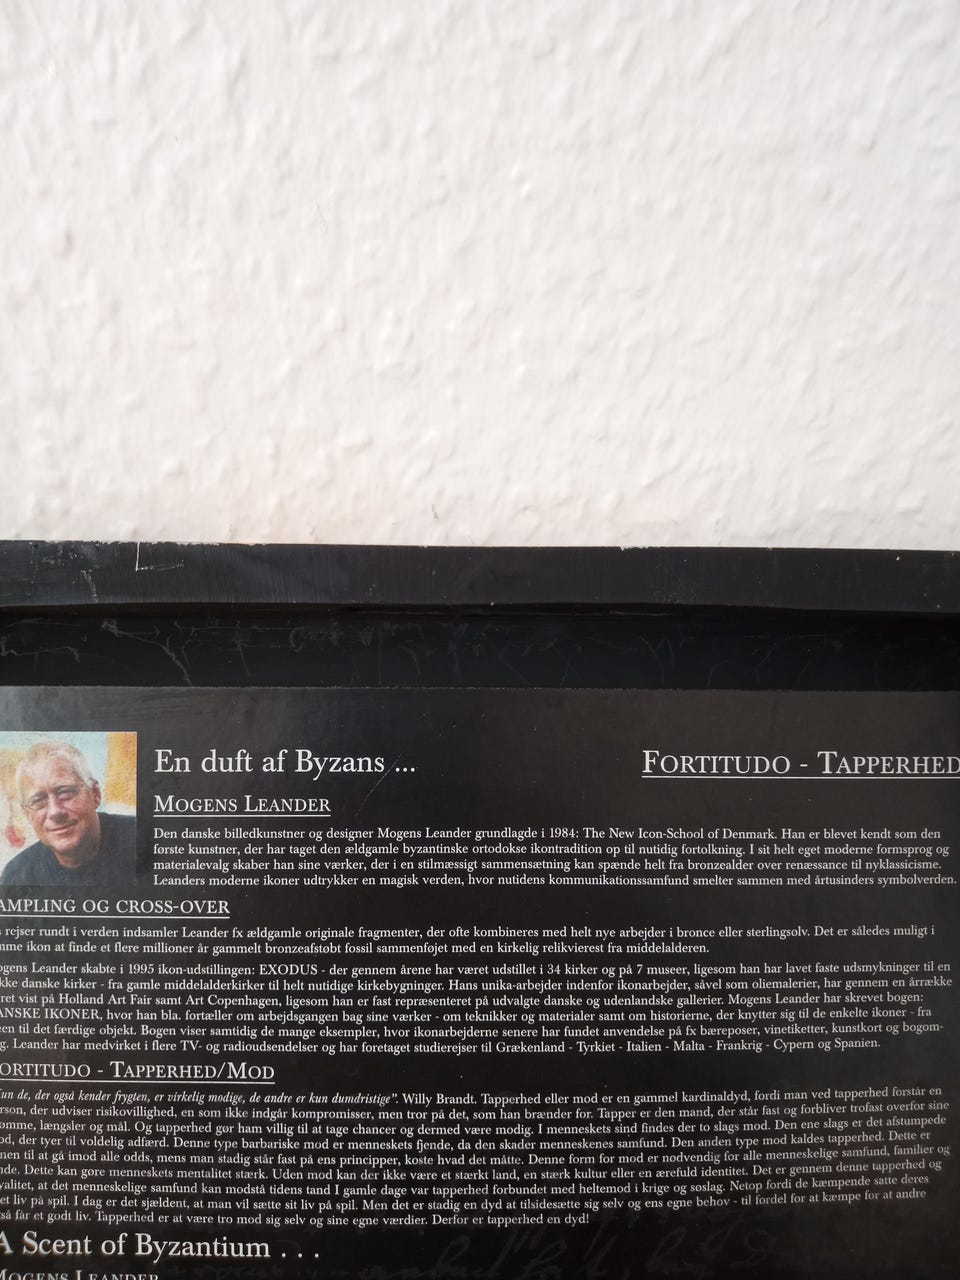 En duft af Byzans ...
FORTITUDO - TAPPERHED
MOGENS LEANDER
Den danske billedkunstner og designer Mogens Leander grundlagde i 1984: The New Icon-School of Denmark. Han er blevet kendt som den
første kunstner, der har taget den ældgamle byzantinske ortodokse ikontradition op til nutidig fortolkning. I sit helt eget moderne formsprog og
materialevalg skaber han sine værker, der i en stilmæssigt sammensætning kan spænde helt fra bronzealder over renæssance til nyklassicisme.
Leanders moderne ikoner udtrykker en magisk verden, hvor nutidens kommunikationssamfund smelter sammen med årtusinders symbolverden.
AMPLING OG CROSS-OVER
rejser rundt i verden indsamler Leander fx ældgamle originale fragmenter, der ofte kombineres med helt nye arbejder i bronce eller sterlingsølv. Det er således muligt i
mme ikon at finde et flere millioner år gammelt bronzeafstøbt fossil sammenføjet med en kirkelig relikvierest fra middelalderen.
ogens Leander skabte i 1995 ikon-udstillingen: EXODUS - der gennem årene har været udstillet i 34 kirker og på 7 museer, ligesom han har lavet faste udsmykninger til en
kke danske kirker - fra gamle middelalderkirker til helt nutidige kirkebygninger. Hans unika-arbejder indenfor ikonarbejder, såvel som oliemalerier, har gennem en årrække
ret vist på Holland Art Fair samt Art Copenhagen, ligesom han er fast repræsenteret på udvalgte danske og udenlandske gallerier. Mogens Leander har skrevet bogen:
ANSKE IKONER, hvor han bla. fortæller om arbejdsgangen bag sine værker - om teknikker og materialer samt om historierne, der knytter sig til de enkelte ikoner - fra
een til det færdige objekt. Bogen viser samtidig de mange eksempler, hvor ikonarbejderne senere har fundet anvendelse på fx bæreposer, vinetiketter, kunstkort og bogom-
g. Leander har medvirket i flere TV- og radioudsendelser og har foretaget studierejser til Grækenland - Tyrkiet - Italien - Malta - Frankrig - Cypern og Spanien.
ORTITUDO - TAPPERHED/MOD
un de, der også kender frygten, er virkelig modige, de andre er kun dumdristige”. Willy Brandt. Tapperhed eller mod er en gammel kardinaldyd, fordi man ved tapperhed forstår en
rson, der udviser risikovillighed, en som ikke indgår kompromisser, men tror på det, som han brænder for. Tapper er den mand, der står fast og forbliver trofast overfor sine
ømme, længsler og mål. Og tapperhed gør ham villig til at tage chancer og dermed være modig. I menneskets sind findes der to slags mod. Den ene slags er det afstumpede
od, der tyer til voldelig adfærd. Denne type barbariske mod er menneskets fjende, da den skader menneskenes samfund. Den anden type mod kaldes tapperhed. Dette er
nen til at gå imod alle odds, mens man stadig står fast på ens principper, koste hvad det måtte. Denne form for mod er nødvendig for alle menneskelige samfund, familier og
nde. Dette kan gøre menneskets mentalitet stærk. Uden mod kan der ikke være et stærkt land, en stærk kultur eller en ærefuld identitet. Det er gennem denne tapperhed og
yalitet, at det menneskelige samfund kan modstå tidens tand I gamle dage var tapperhed forbundet med heltemod i krige og soslag. Netop fordi de kæmpende satte deres
et liv på spil. I dag er det sjældent, at man vil sætte sit liv på spil. Men det er stadig en dyd at tilsidesætte sig selv og ens egne behov - til fordel for at kæmpe for at andre
så får et godt liv. Tapperhed er at være tro mod sig selv og sine egne værdier. Derfor er tapperhed en dyd!
A Scent of Byzantium . . .
MOGENS LEANDER